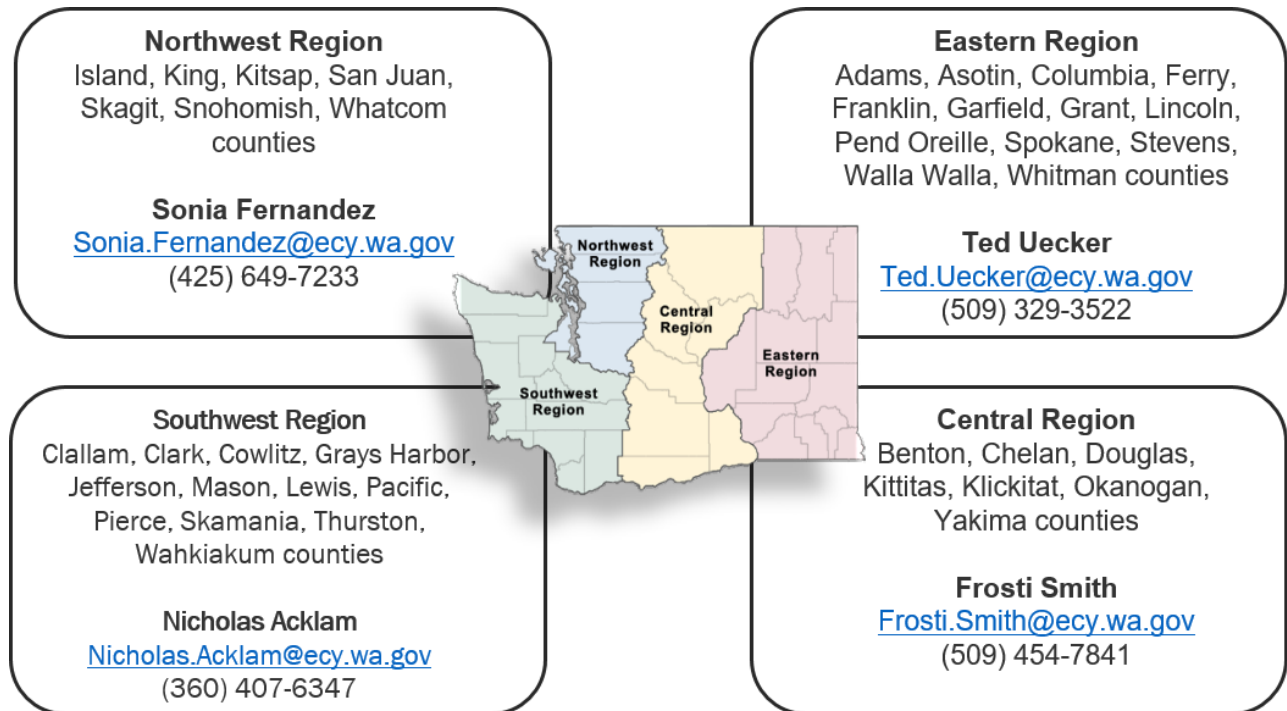 Northwest Region
Island, King, Kitsap, San Juan,
Skagit, Snohomish, Whatcom
counties
Sonia Fernandez
Sonia.Fernandez@ecy.wa.gov
(425) 649-7233
Eastern Region
Adams, Asotin, Columbia, Ferry,
Franklin, Garfield, Grant, Lincoln,
Pend Oreille, Spokane, Stevens,
Walla Walla, Whitman counties
Ted Uecker
Ted.Uecker@ecy.wa.gov
(509) 329-3522
Northwest
Region
Central
Region
Eastern
Region
Southwest
Region
Southwest Region
Clallam, Clark, Cowlitz, Grays Harbor,
Jefferson, Mason, Lewis, Pacific,
Pierce, Skamania, Thurston,
Wahkiakum counties
Nicholas Acklam
Nicholas.Acklam@ecy.wa.gov
(360) 407-6347
Central Region
Benton, Chelan, Douglas,
Kittitas, Klickitat, Okanogan,
Yakima counties
Frosti Smith
Frosti.Smith@ecy.wa.gov
(509) 454-7841